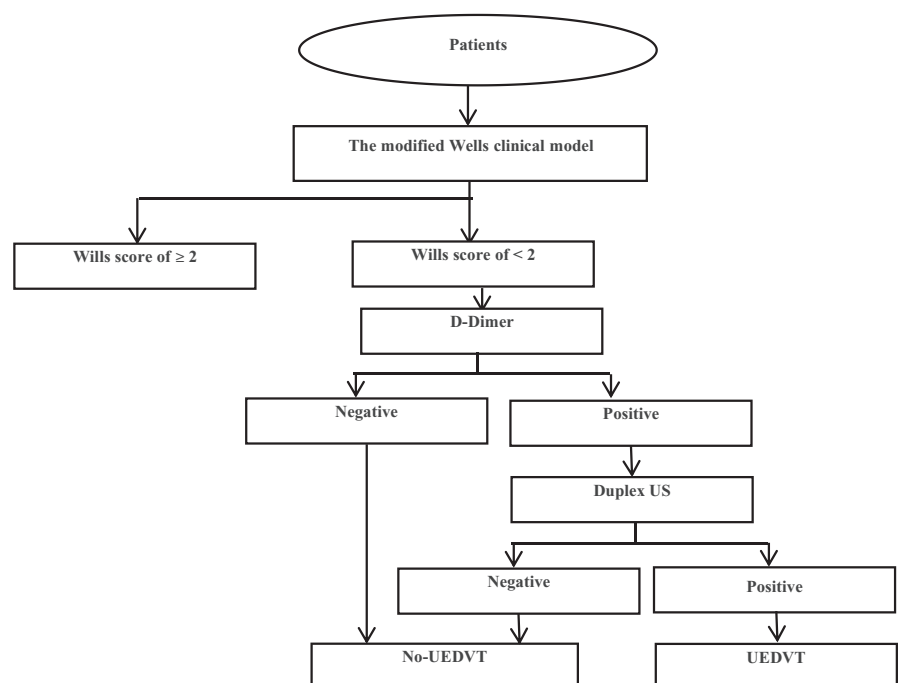 Patients
The modified Wells clinical model
Wills score of ≥ 2
Wills score of < 2
D-Dimer
Negative
Positive
Duplex US
Negative
Positive
No-UEDVT
UEDVT